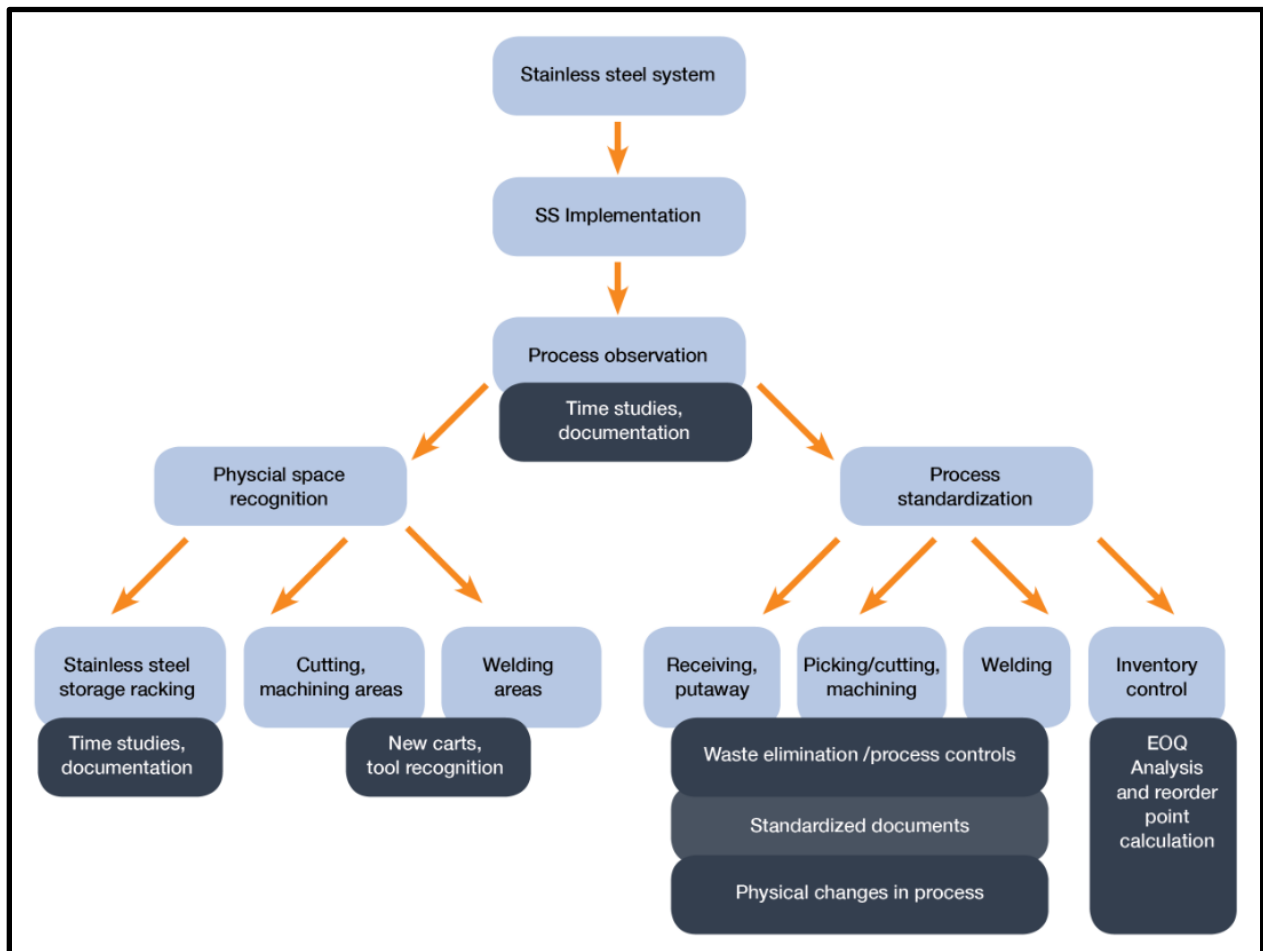 Stainless steel system
SS Implementation
Process observation
Time studies,
documentation
Physcial space
recognition
Process
standardization
Stainless steel
storage racking
Cutting,
machining areas
Welding
areas
Receiving,
putaway
Picking/cutting,
machining
Welding
Inventory
control
Time studies,
documentation
New carts,
tool recognition
Waste elimination /process controls
Standardized documents
Physical changes in process
EOQ
Analysis
and reorder
point
calculation